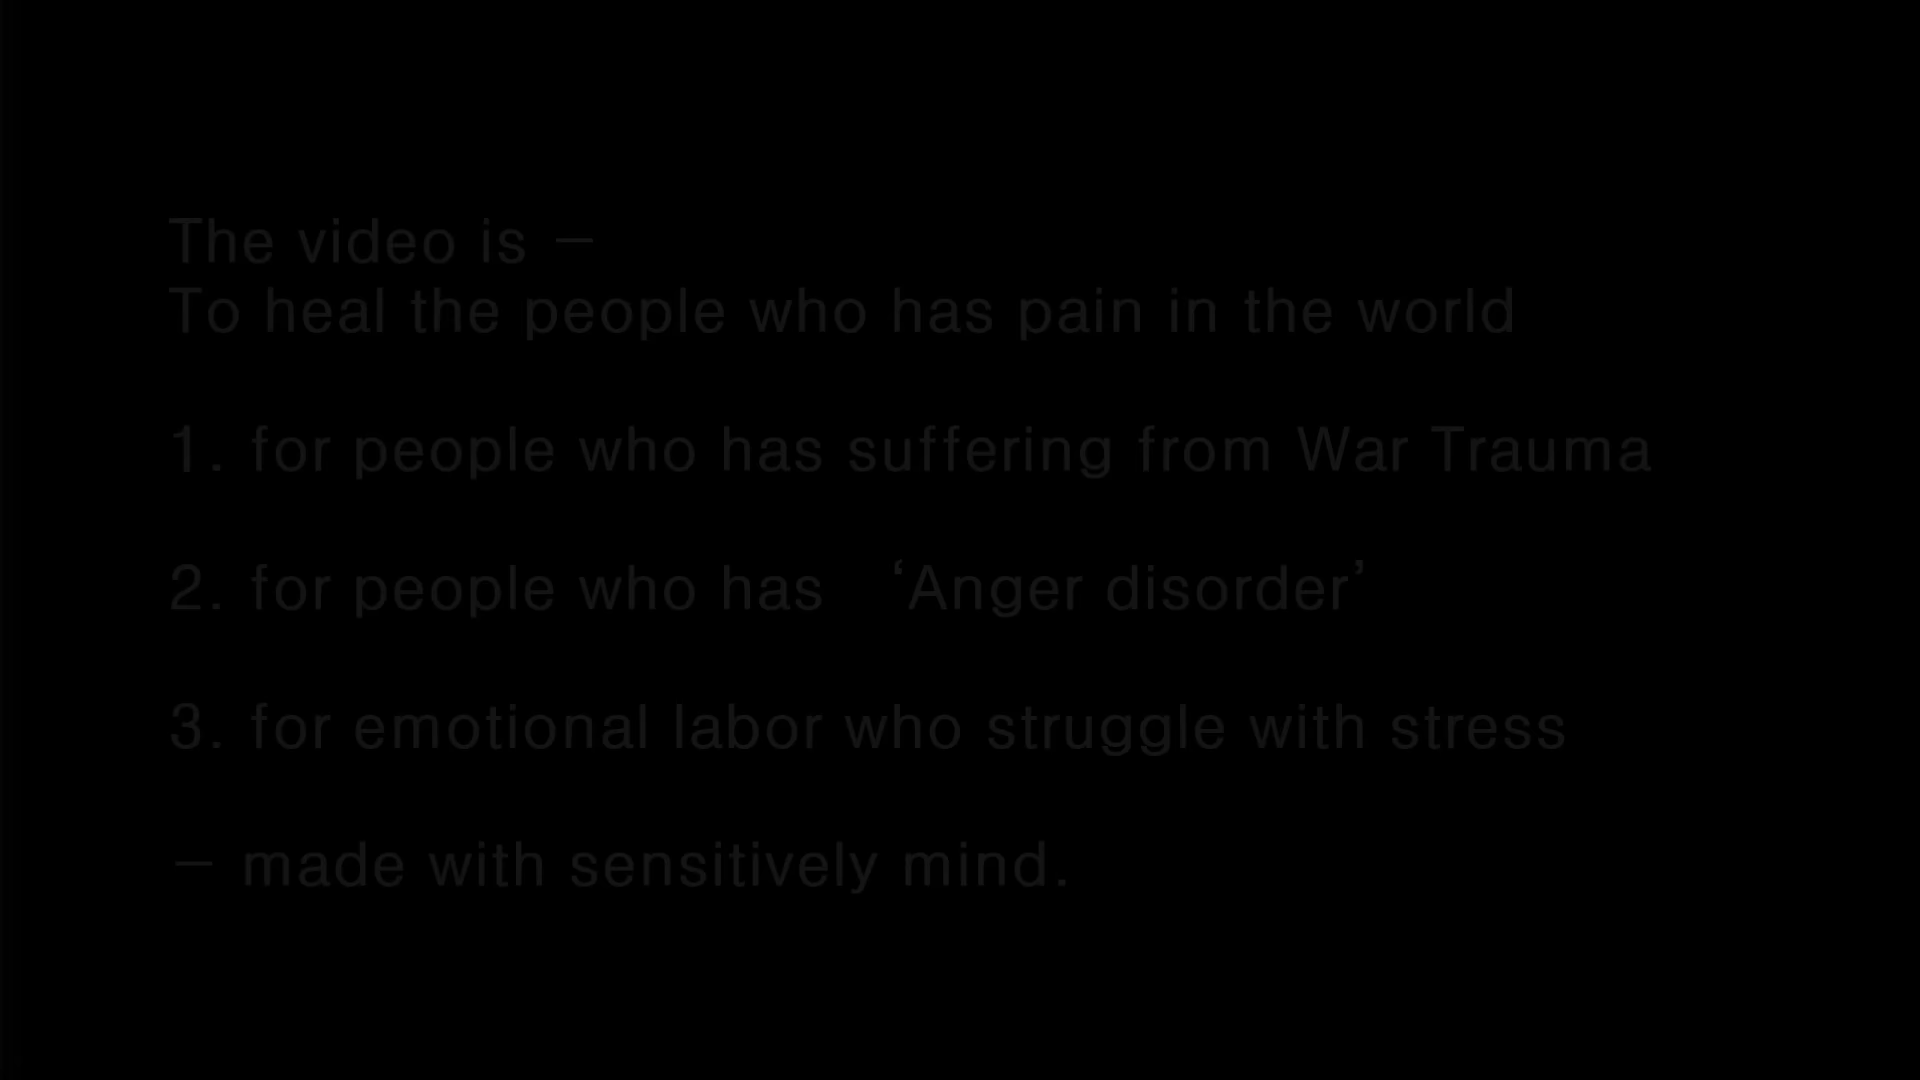 The video is –
To heal the people who has pain in the world
1. for people who has suffering from War Trauma
2. for people who has ‘Anger disorder’
3. for emotional labor who struggle with stress
– made with sensitively mind.